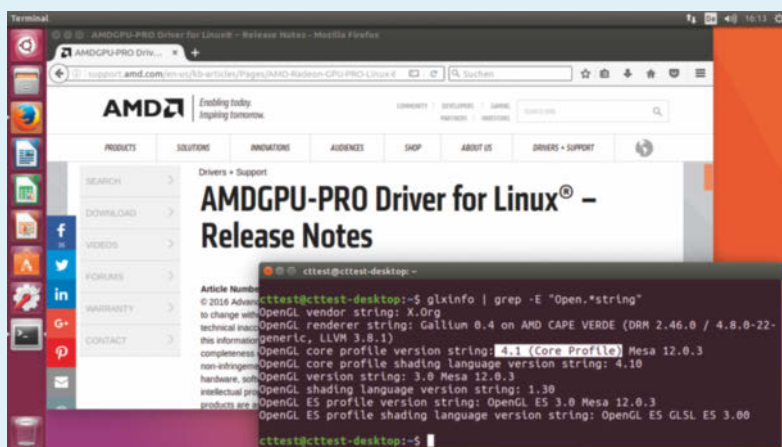 Terminal
De
16:13
AMDGPU-PRO Driver for Linux® – Release Notes - Mozilla Firefox
AMDGPU-PRO Driv... × +
support.amd.com/en-us/kb-articles/Pages/AMD-Radeon-GPU-PRO-Linux-
Suchen
AMD
Enabling today.
Inspiring tomorrow.
COMMUNITY DEVELOPERS GAMING
PARTNERS INVESTORS
PRODUCTS SOLUTIONS INNOVATIONS AUDIENCES SHOP ABOUT US DRIVERS + SUPPORT
SEARCH
DOWNLOAD
VIDEOS
FORUMS
WARRANTY
CONTACT
Drivers + Support
AMDGPU-PRO Driver for Linux® –
Release Notes
Article Numbe
© 2016 Advan
to change with
technical inacc
this information
completeness
non-infringeme
hardware, soft
intellectual pro
products are a
cttest@cttest-desktop: ~
cttest@cttest-desktop:~$ glxinfo | grep -E "Open.*string"
OpenGL vendor string: X.Org
OpenGL renderer string: Gallium 0.4 on AMD CAPE VERDE (DRM 2.46.0 / 4.8.0-22-
generic, LLVM 3.8.1)
OpenGL core profile version string: 4.1 (Core Profile) Mesa 12.0.3
OpenGL core profile shading language version string: 4.10
OpenGL version string: 3.0 Mesa 12.0.3
OpenGL shading language version string: 1.30
OpenGL ES profile version string: OpenGL ES 3.0 Mesa 12.0.3
OpenGL ES profile shading language version string: OpenGL ES GLSL ES 3.00
cttest@cttest-desktop:~$